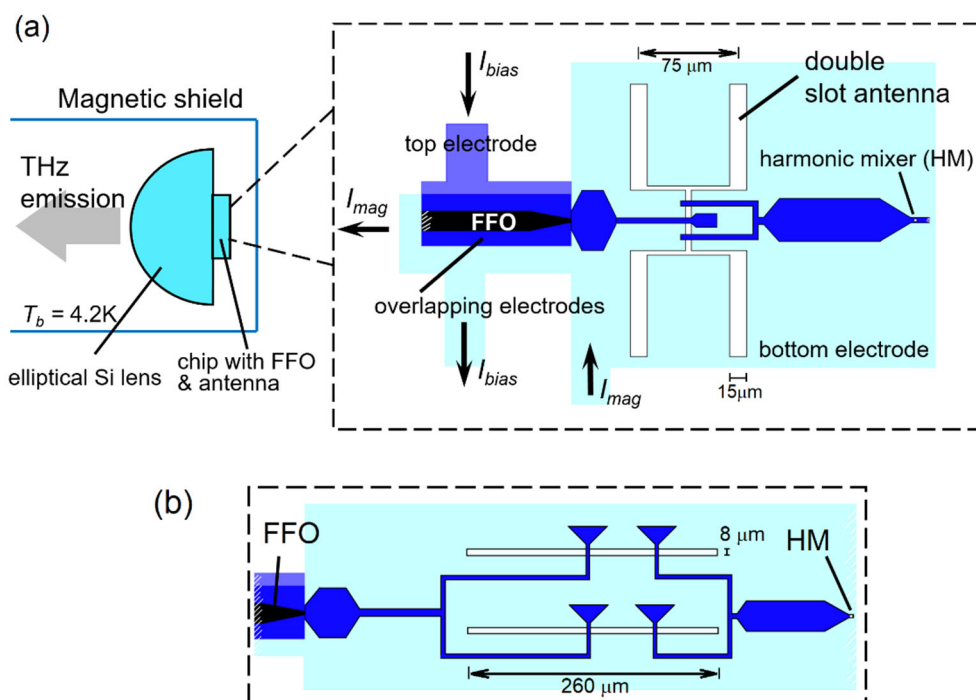 (a)
Magnetic shield
THz
emission
T_b = 4.2K
elliptical Si lens
chip with FFO
& antenna
I_bias
75 μm
double
slot antenna
top electrode
harmonic mixer (HM)
I_mag
FFO
overlapping electrodes
bottom electrode
I_bias
I_mag
15μm
(b)
FFO
8 μm
HM
260 μm